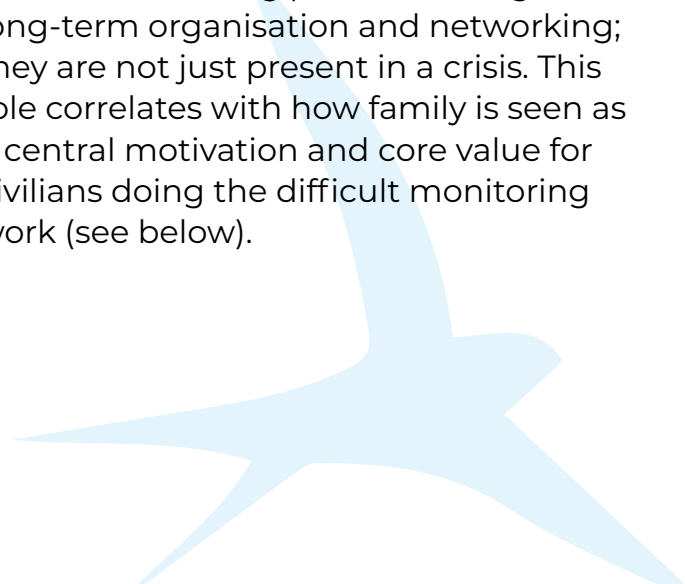 ong-term organisation and networking;
hey are not just present in a crisis. This
ole correlates with how family is seen as
central motivation and core value for
ivilians doing the difficult monitoring
work (see below).